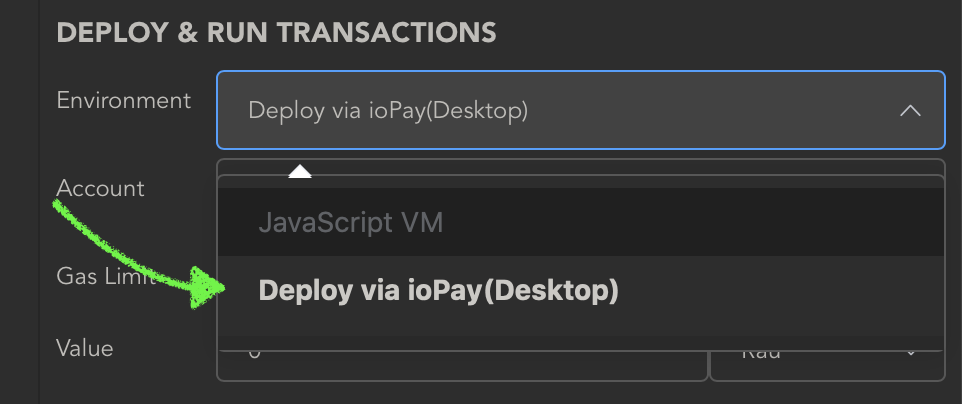 DEPLOY & RUN TRANSACTIONS
Environment
Deploy via ioPay(Desktop)
Account
JavaScript VM
Gas Limit
Deploy via ioPay(Desktop)
Value
0
Rau